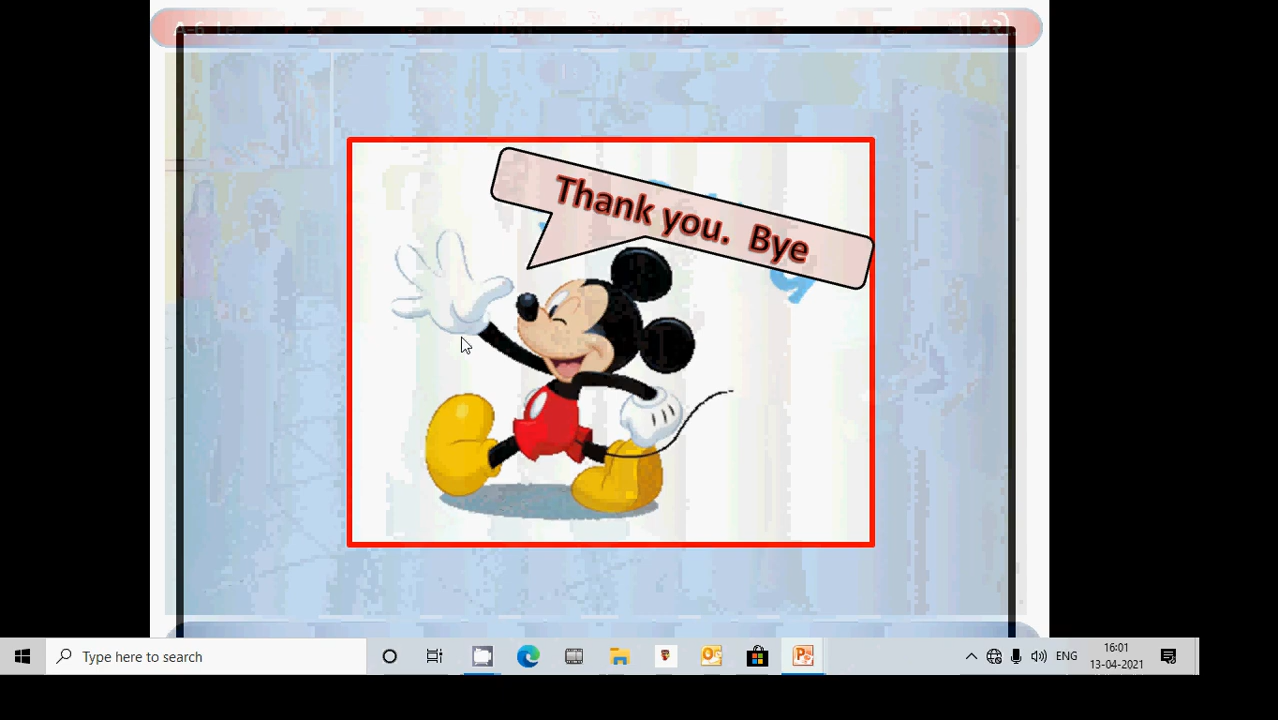 Thank you. Bye
Type here to search
ENG
16:01
13-04-2021